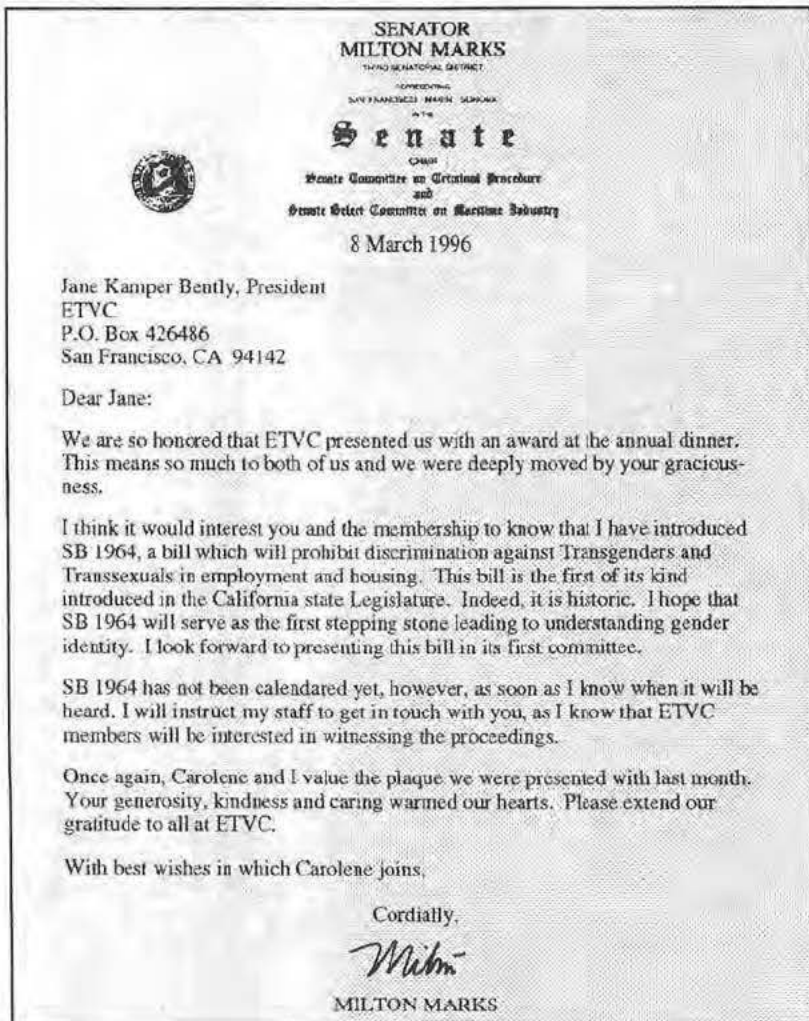 SENATOR
MILTON MARKS
THIRD SENATORIAL DISTRICT
REPRESENTING
SAN FRANCISCO MARIN SONOMA
IN THE
Senate
CHAIR
Senate Committee on Criminal Procedure
and
Senate Select Committee on Maritime Industry
8 March 1996
Jane Kamper Bently, President
ETVC
P.O. Box 426486
San Francisco, CA 94142
Dear Jane:
We are so honored that ETVC presented us with an award at the annual dinner.
This means so much to both of us and we were deeply moved by your gracious-
ness.
I think it would interest you and the membership to know that I have introduced
SB 1964, a bill which will prohibit discrimination against Transgenders and
Transsexuals in employment and housing. This bill is the first of its kind
introduced in the California state Legislature. Indeed, it is historic. I hope that
SB 1964 will serve as the first stepping stone leading to understanding gender
identity. I look forward to presenting this bill in its first committee.
SB 1964 has not been calendared yet, however, as soon as I know when it will be
heard. I will instruct my staff to get in touch with you, as I know that ETVC
members will be interested in witnessing the proceedings.
Once again, Carolene and I value the plaque we were presented with last month.
Your generosity, kindness and caring warmed our hearts. Please extend our
gratitude to all at ETVC.
With best wishes in which Carolene joins,
Cordially,
Milton
MILTON MARKS